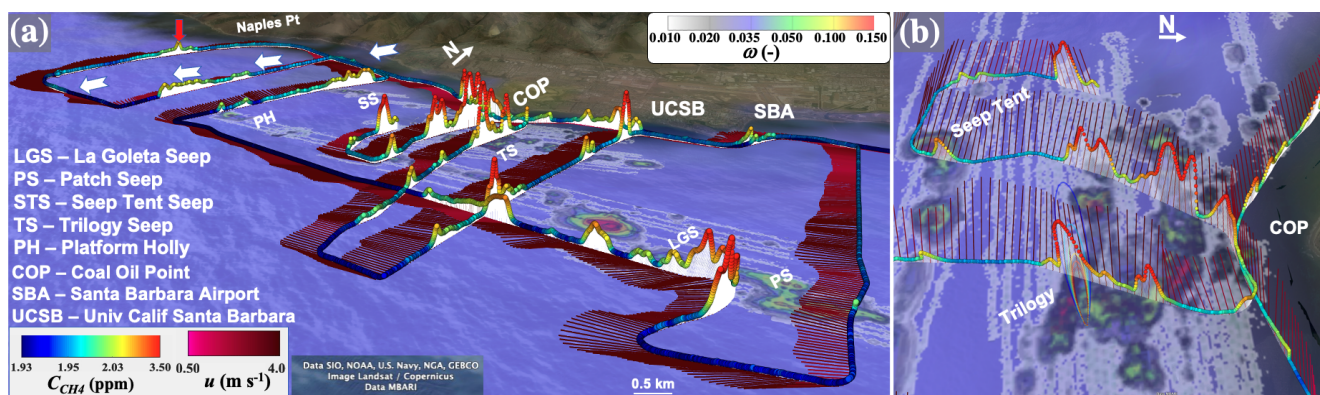 (a)
Naples Pt
N
0.010 0.020 0.035 0.050 0.100 0.150
ω (-)
(b)
N
SS
COP
UCSB
SBA
PH
TS
Seep Tent
LGS – La Goleta Seep
PS – Patch Seep
STS – Seep Tent Seep
TS – Trilogy Seep
PH – Platform Holly
COP – Coal Oil Point
SBA – Santa Barbara Airport
UCSB – Univ Calif Santa Barbara
LGS
PS
COP
Trilogy
1.93 1.95 2.03 3.50
C_CH4 (ppm)
0.50 4.0
u (m s⁻¹)
Data SIO, NOAA, U.S. Navy, NGA, GEBCO
Image Landsat / Copernicus
Data MBARI
0.5 km